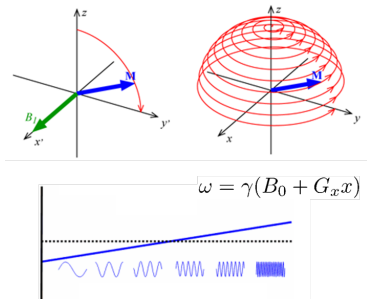 z
M
B₁
x'
y'
z
M
x
y
ω = γ(B₀ + Gₓx)